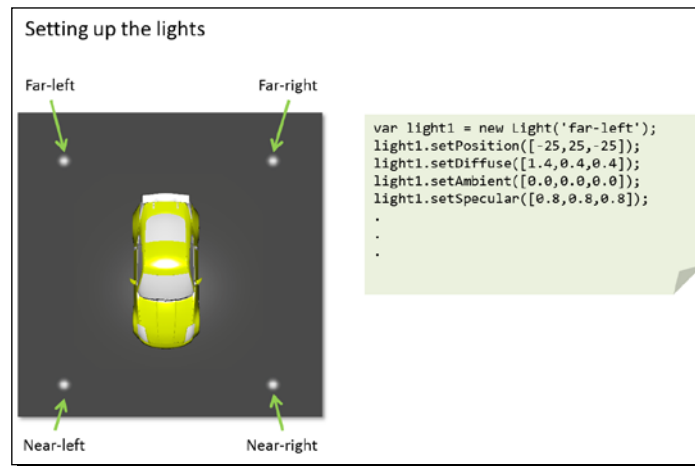 Setting up the lights
Far-left
Far-right
var light1 = new Light('far-left');
light1.setPosition([-25,25,-25]);
light1.setDiffuse([1.4,0.4,0.4]);
light1.setAmbient([0.0,0.0,0.0]);
light1.setSpecular([0.8,0.8,0.8]);
.
.
.
Near-left
Near-right